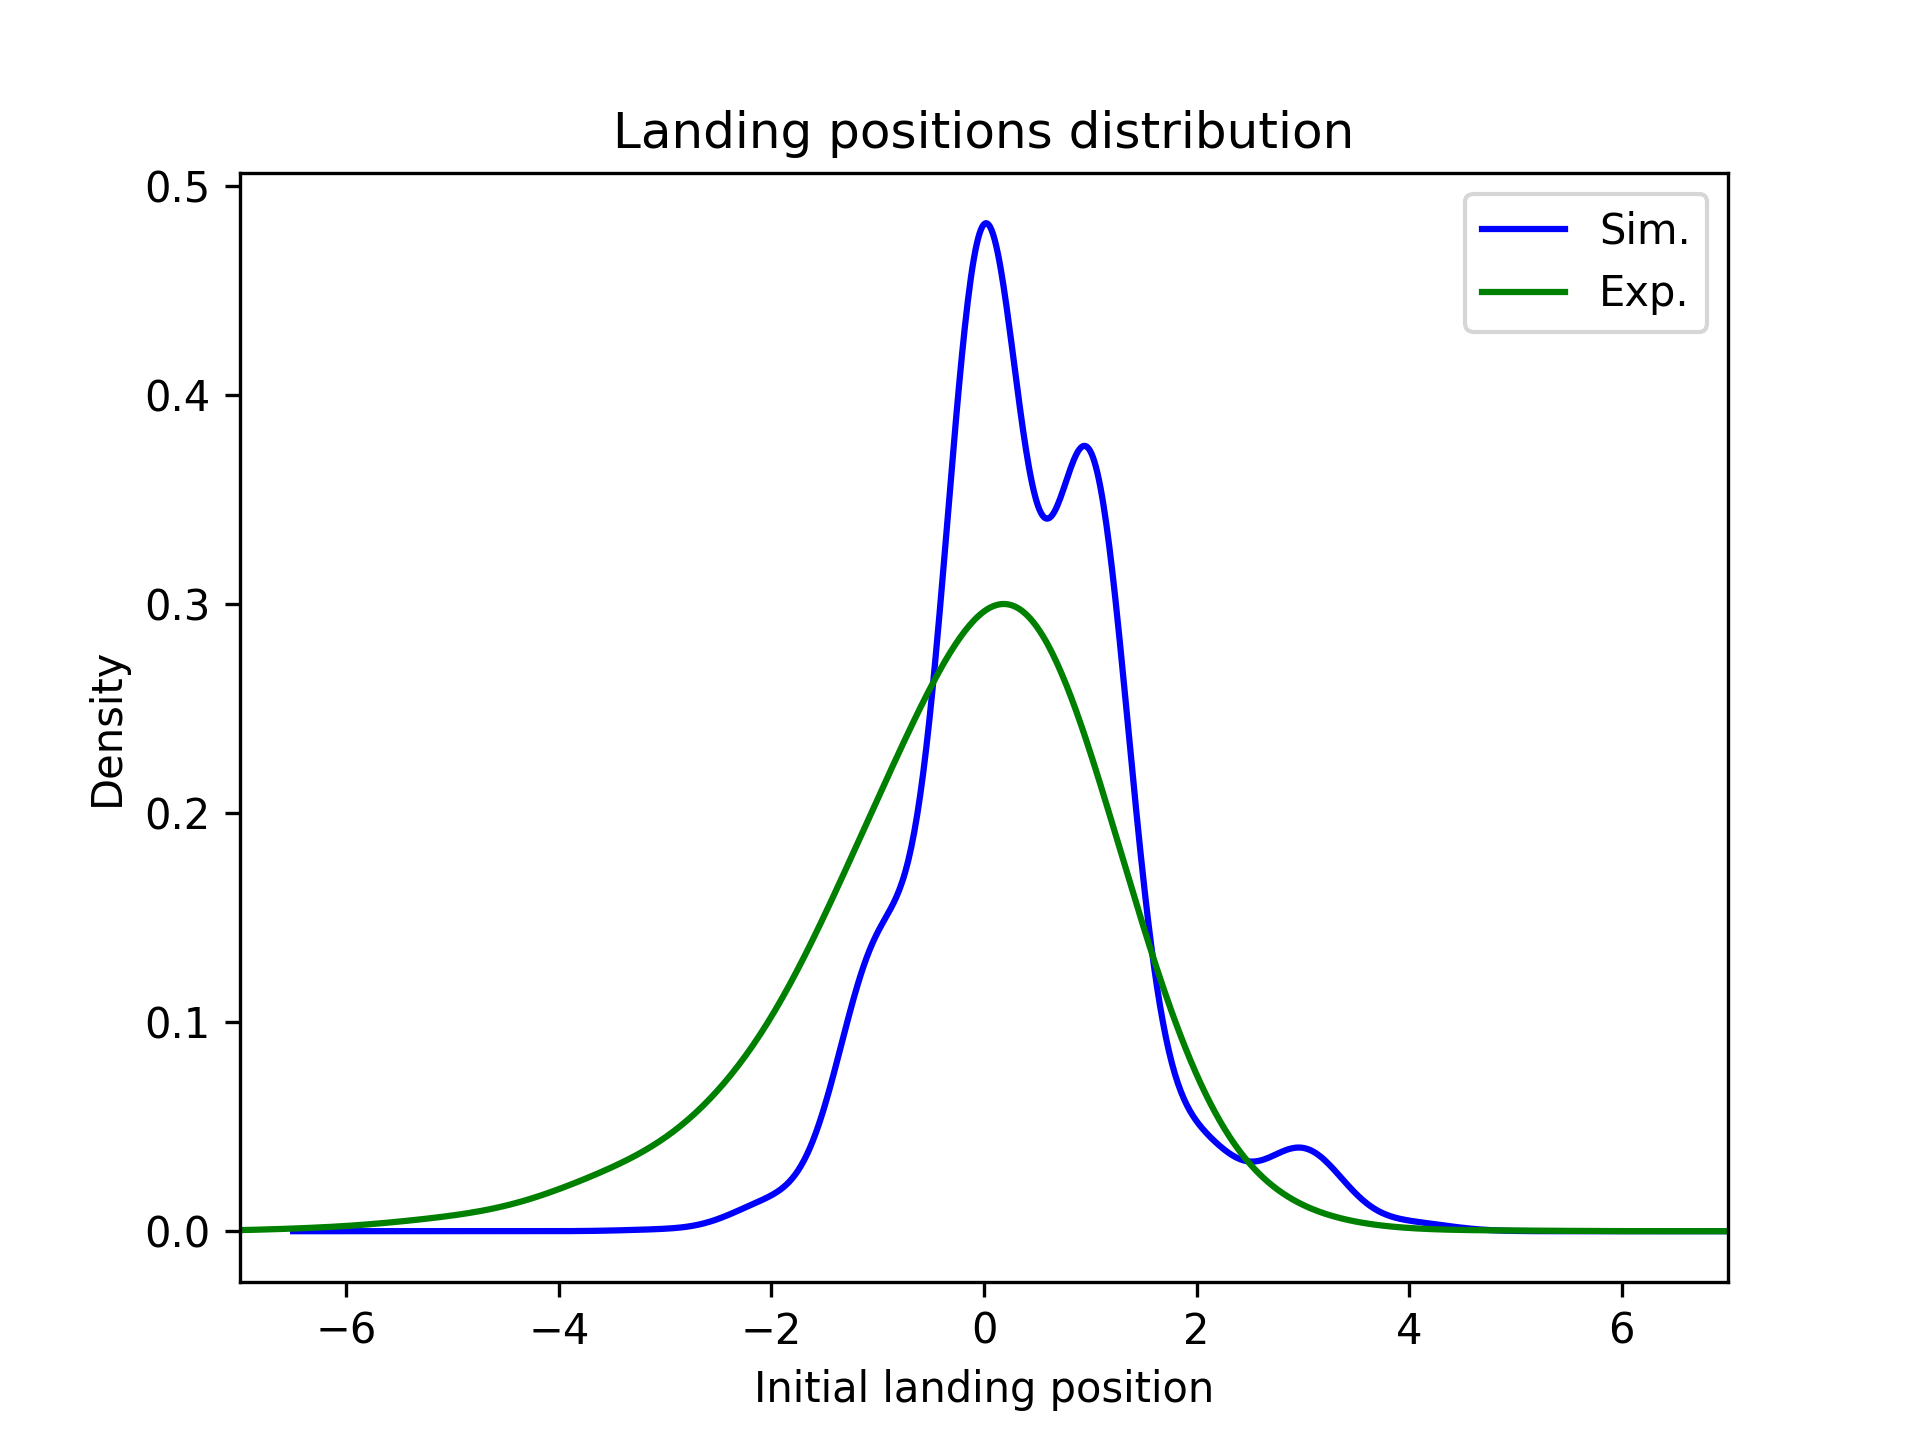 Landing positions distribution
Sim.
Exp.
Density
0.5
0.4
0.3
0.2
0.1
0.0
−6 −4 −2 0 2 4 6
Initial landing position